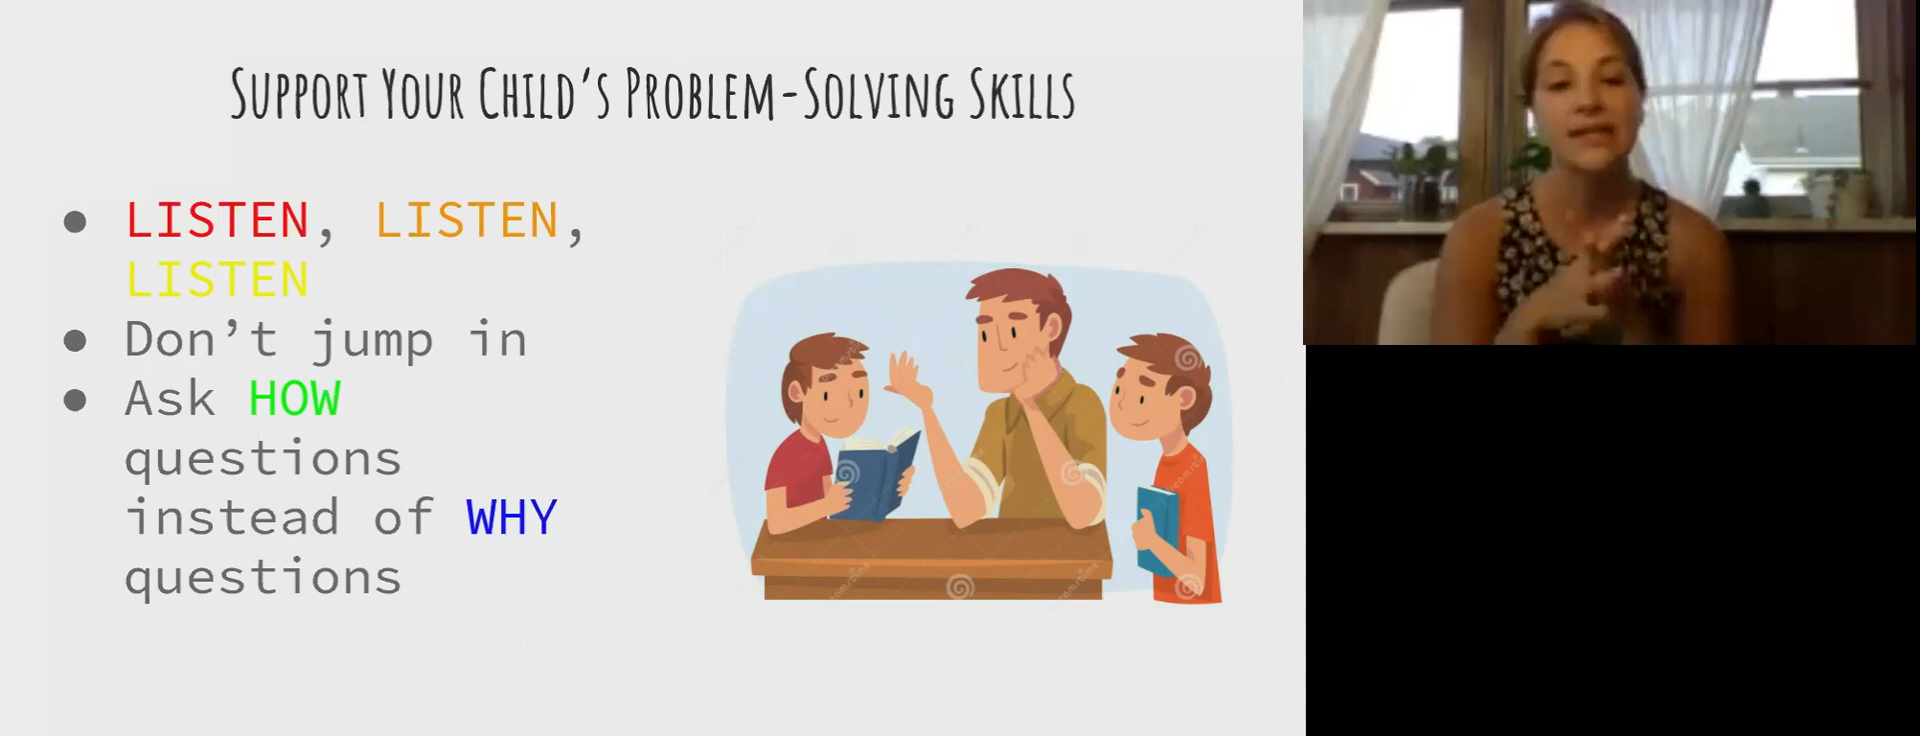 Support Your Child's Problem-Solving Skills
● LISTEN, LISTEN,
LISTEN
● Don't jump in
● Ask HOW
questions
instead of WHY
questions